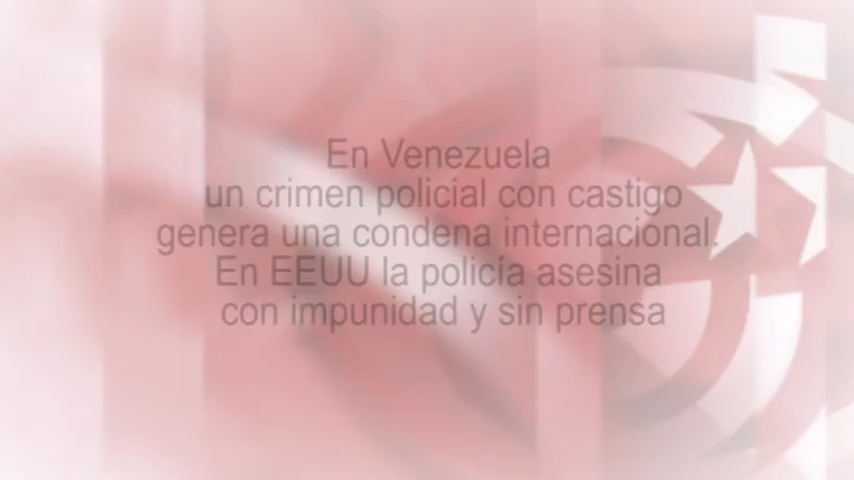 En Venezuela
un crimen policial con castigo
genera una condena internacional.
En EEUU la policía asesina
con impunidad y sin prensa